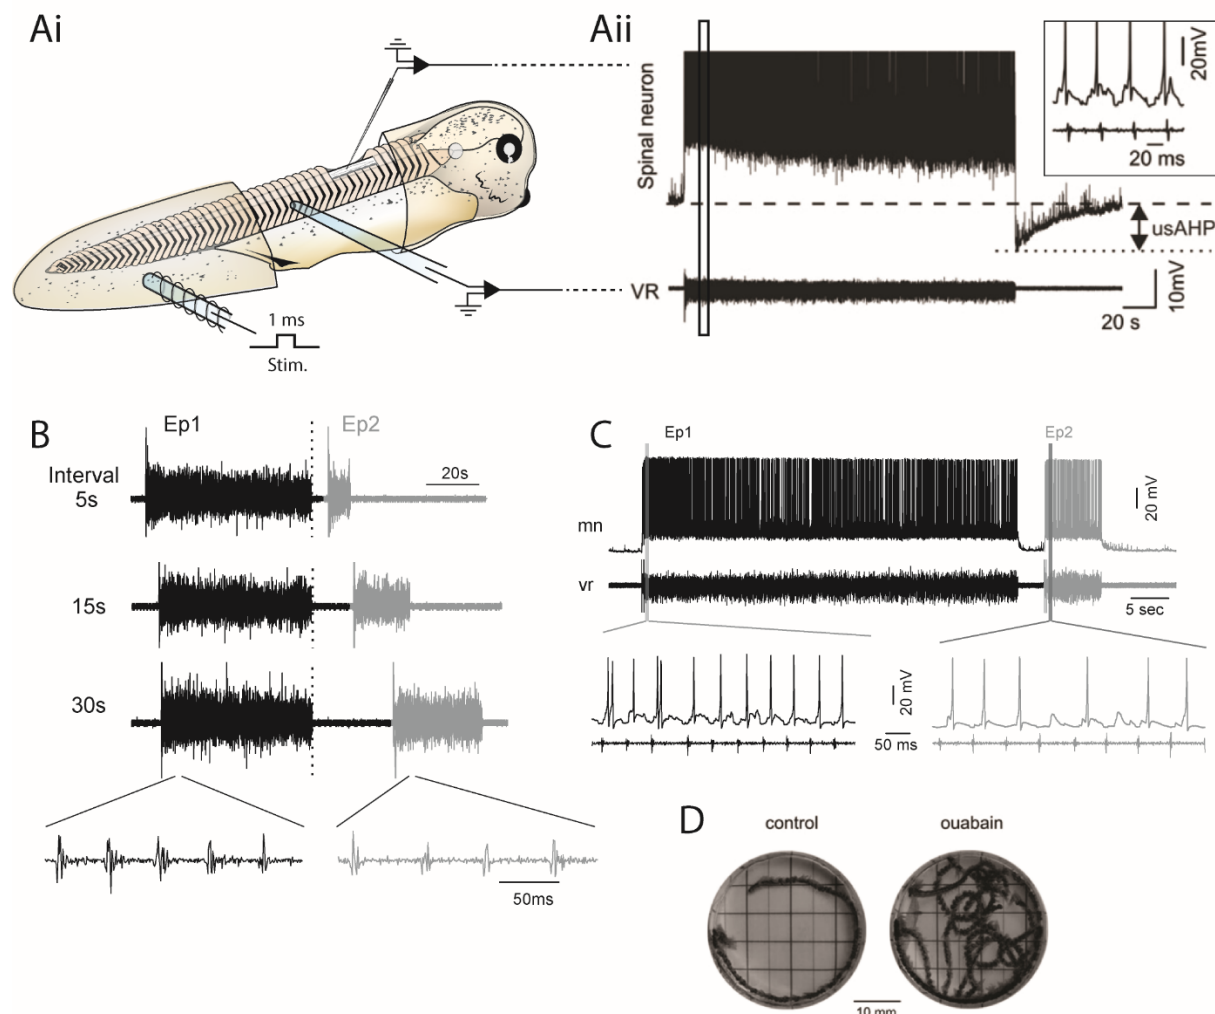 Ai
1 ms
Stim.
Aii
Spinal neuron
VR
20mV
20 ms
usAHP
10mV
20 s
B
Ep1
Ep2
Interval
5s
20s
15s
30s
50ms
C
Ep1
Ep2
mn
20 mV
vr
5 sec
20 mV
50 ms
D
control
ouabain
10 mm